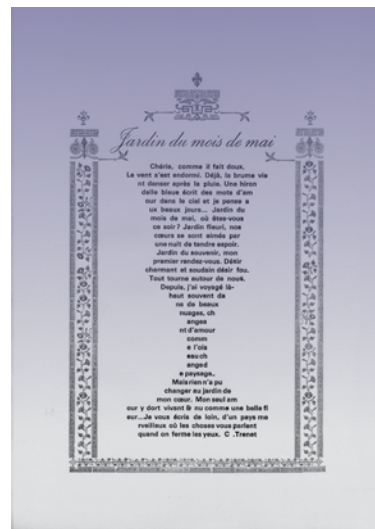 Jardin du mois de mai
Chérie, comme il fait doux.
Le vent s'est endormi. Déjà, la brume vie
nt danser après la pluie. Une hiron
delle bleue écrit des mots d'am
our dans le ciel et je pense a
ux beaux jours... Jardin du
mois de mai, où êtes-vous
ce soir? Jardin fleuri, nos
cœurs se sont aimés par
une nuit de tendre espoir.
Jardin du souvenir, mon
premier rendez-vous. Désir
charmant et soudain désir fou.
Tout tourne autour de nous.
Depuis, j'ai voyagé là-
haut souvent da
ns de beaux
nuages, ch
anges
nt d'amour
comm
e l'ois
eau ch
ange d
e paysage,
Mais rien n'a pu
changer au jardin de
mon cœur. Mon seul am
our y dort vivant & nu comme une belle fl
eur...Je vous écris de loin, d'un pays me
rveilleux où les choses vous parlent
quand on ferme les yeux. C .Trenet